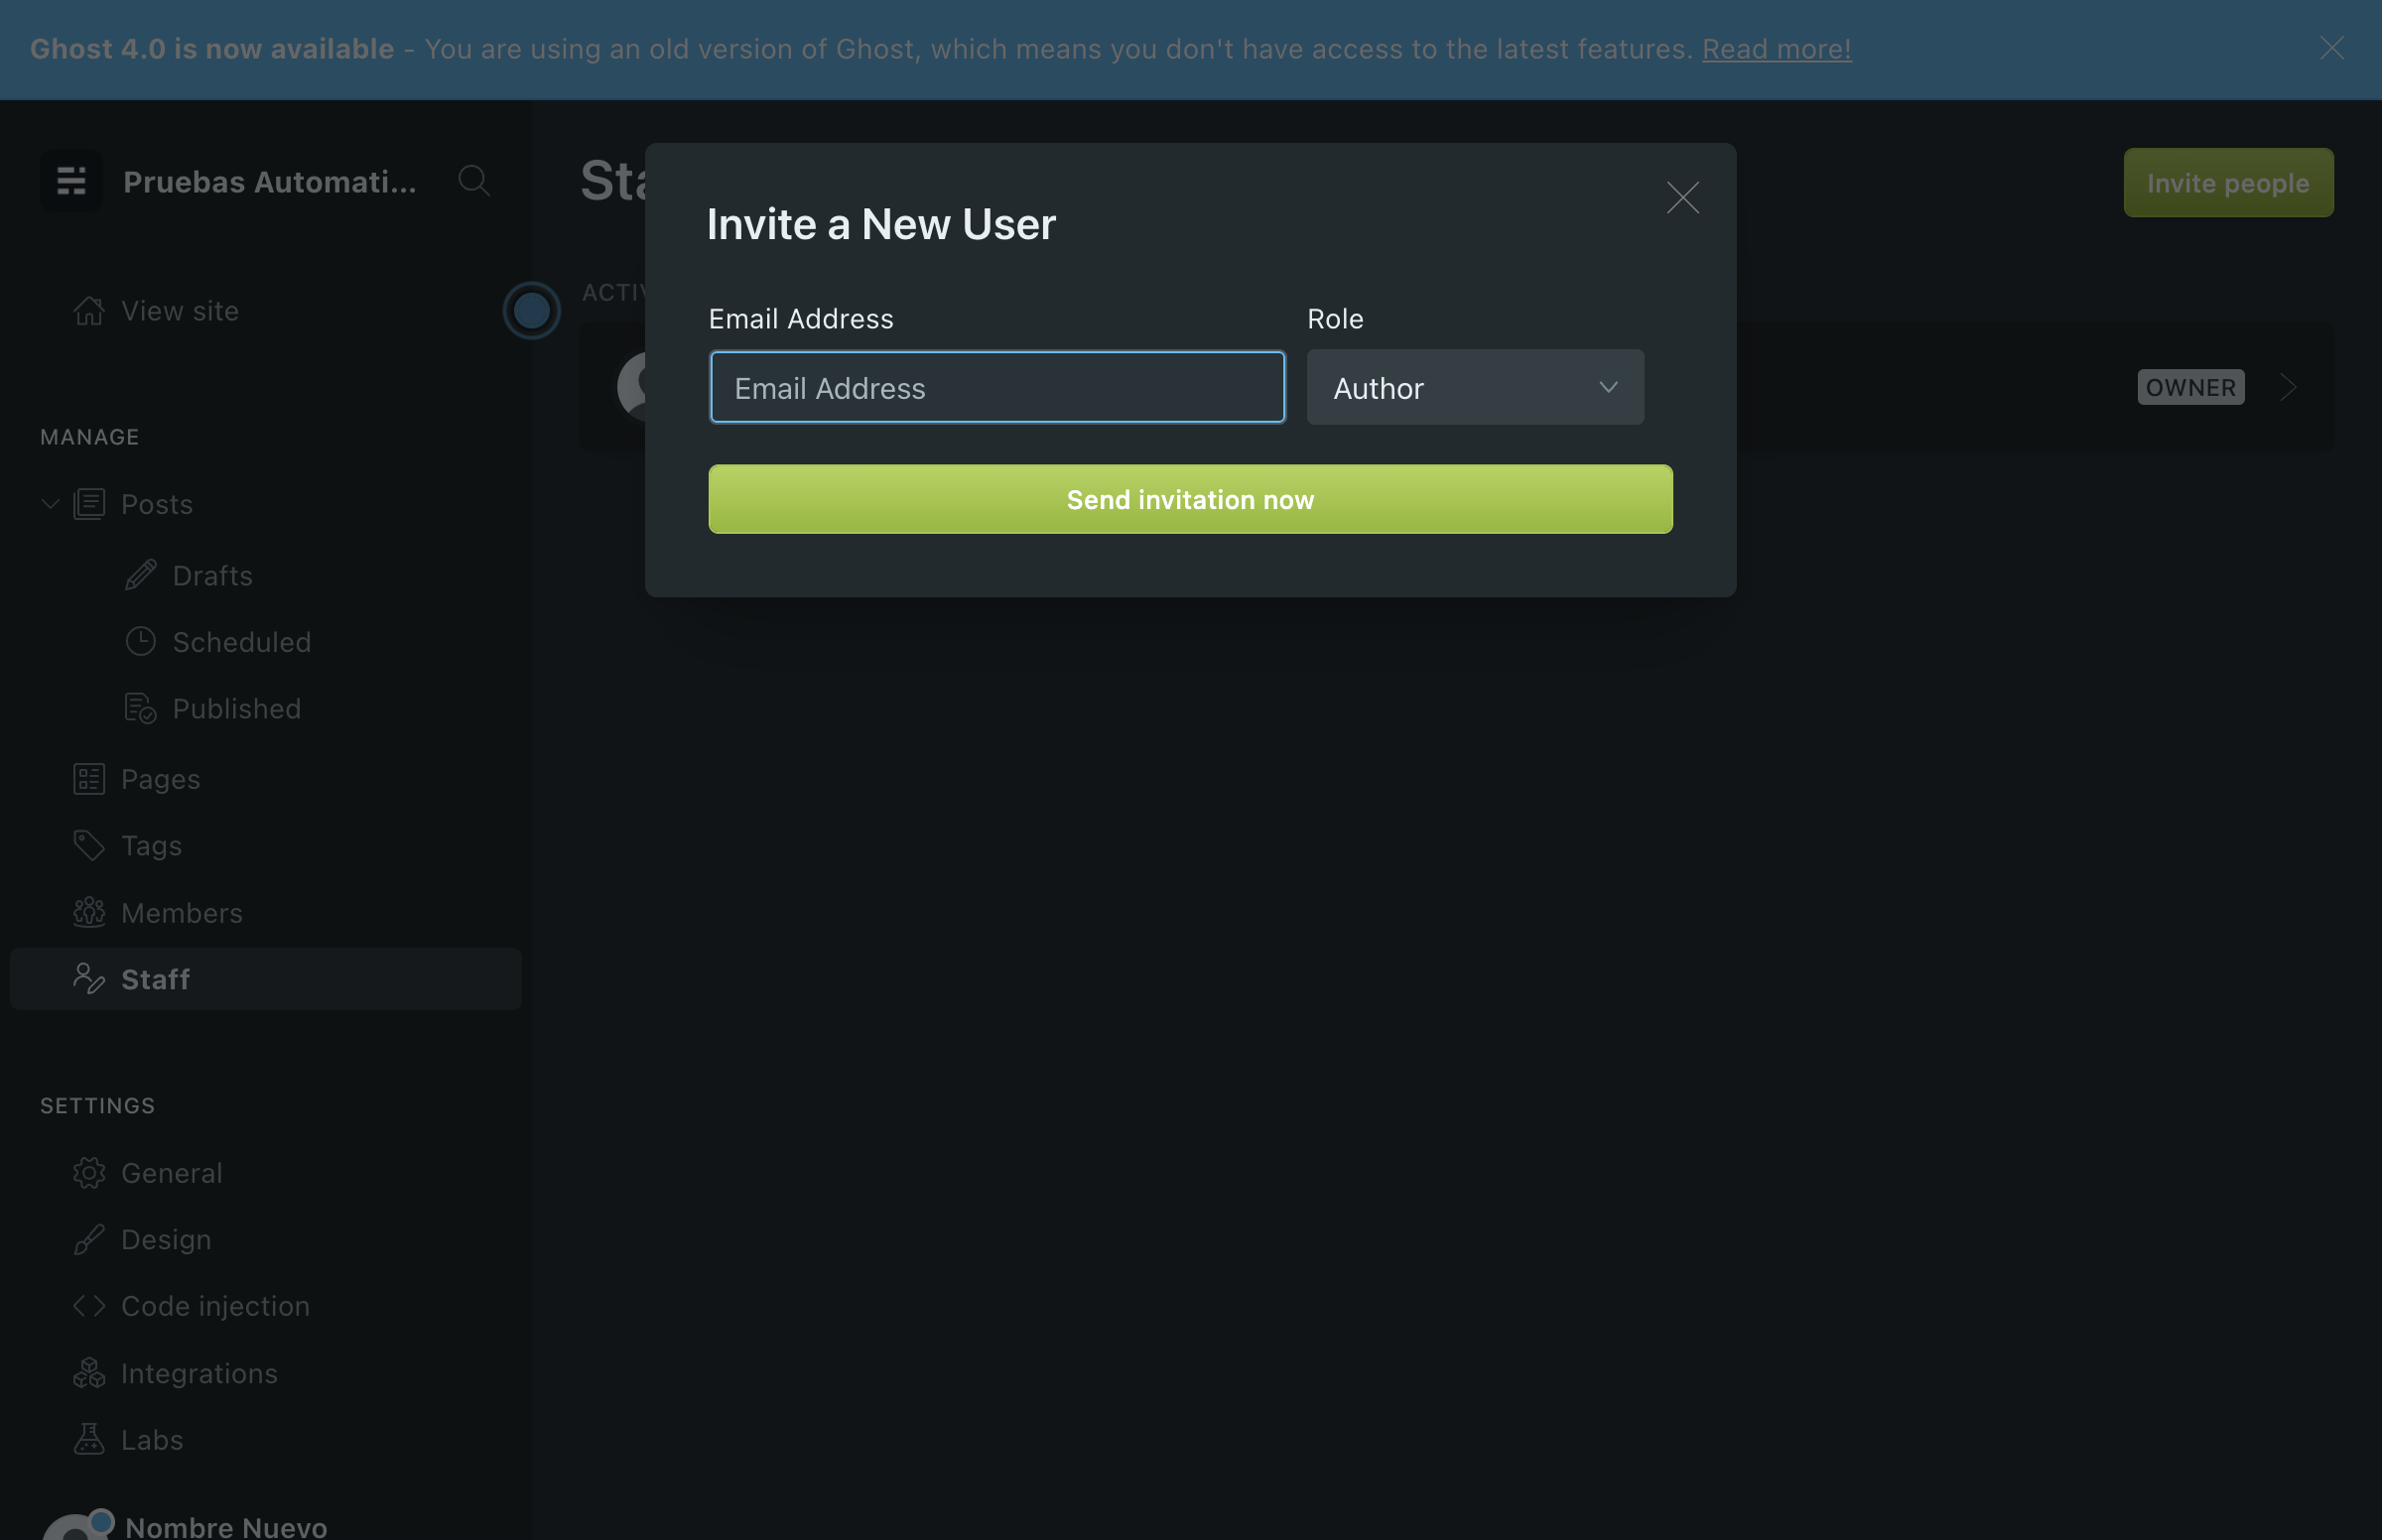 Ghost 4.0 is now available - You are using an old version of Ghost, which means you don't have access to the latest features. Read more!
Pruebas Automati...
View site
MANAGE
Posts
Drafts
Scheduled
Published
Pages
Tags
Members
Staff
SETTINGS
General
Design
Code injection
Integrations
Labs
Nombre Nuevo
Invite people
OWNER
Invite a New User
Email Address
Role
Email Address
Author
Send invitation now